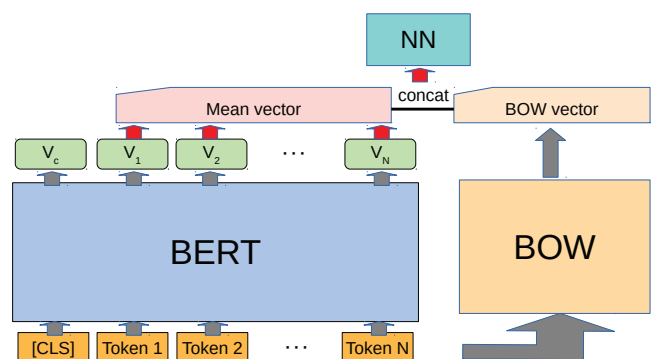 NN
concat
Mean vector
BOW vector
Vc
V1
V2
...
VN
BERT
BOW
[CLS]
Token 1
Token 2
...
Token N